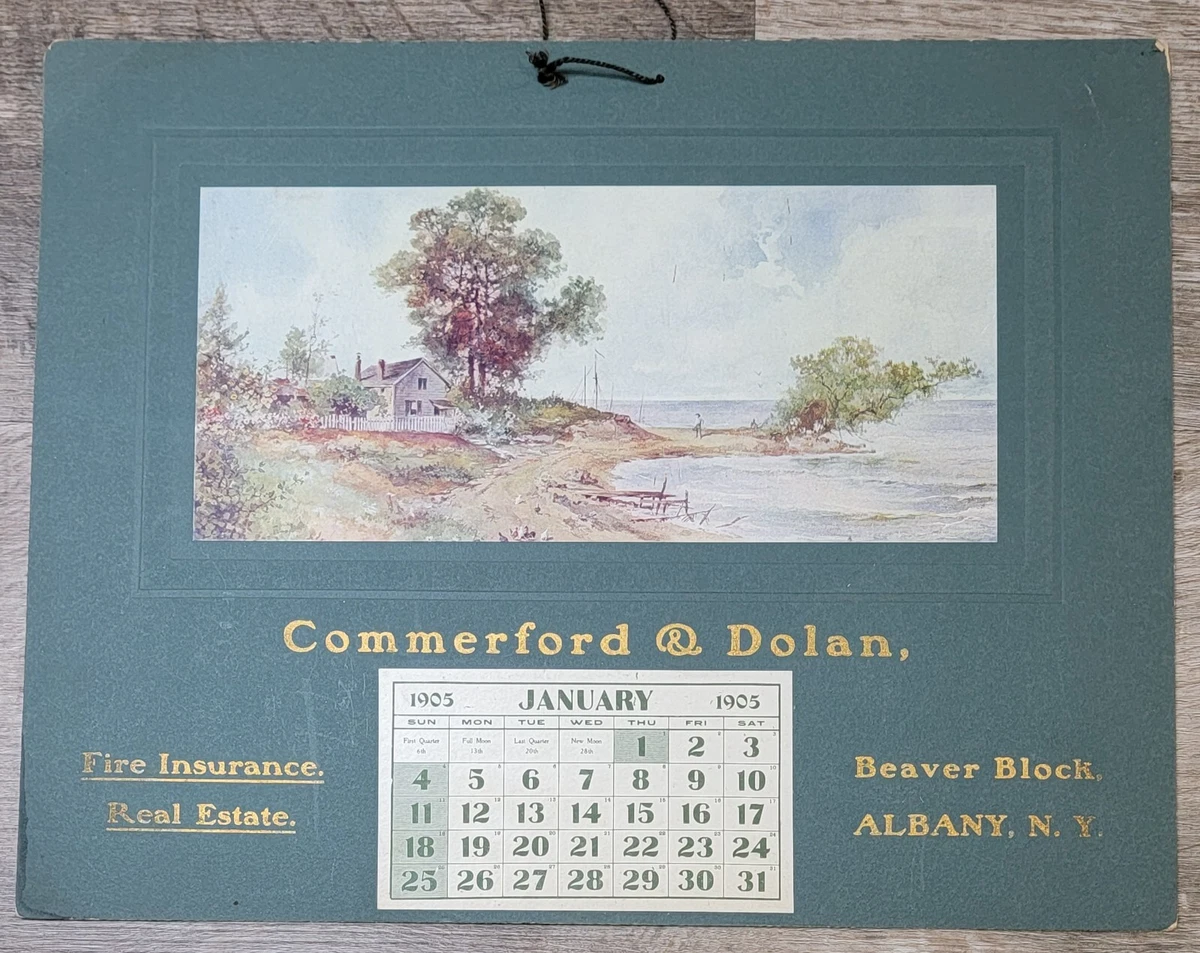 Commerford & Dolan,
1905 JANUARY 1905
SUN MON TUE WED THU FRI SAT
First Quarter 6th Full Moon 13th Last Quarter 20th New Moon 28th 1 2 3
4 5 6 7 8 9 10
11 12 13 14 15 16 17
18 19 20 21 22 23 24
25 26 27 28 29 30 31
Fire Insurance.
Real Estate.
Beaver Block,
ALBANY, N. Y.